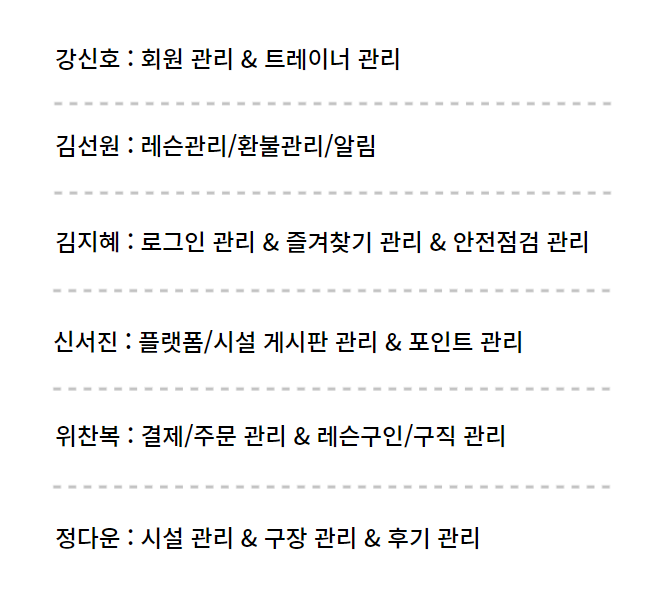 강신호 : 회원 관리 & 트레이너 관리
김선원 : 레슨관리/환불관리/알림
김지혜 : 로그인 관리 & 즐겨찾기 관리 & 안전점검 관리
신서진 : 플랫폼/시설 게시판 관리 & 포인트 관리
위찬복 : 결제/주문 관리 & 레슨구인/구직 관리
정다운 : 시설 관리 & 구장 관리 & 후기 관리